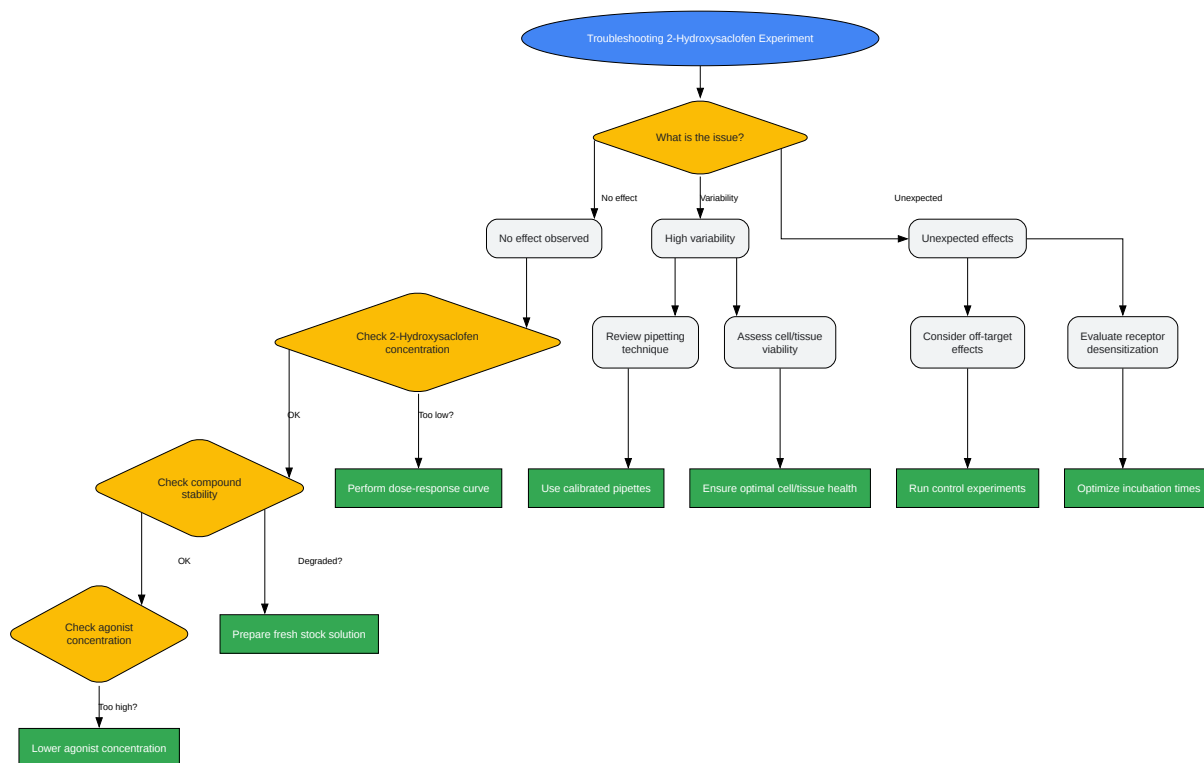 Troubleshooting 2-Hydroxysaclofen Experiment
What is the issue?
No effect
Variability
Unexpected
No effect observed
High variability
Unexpected effects
Check 2-Hydroxysaclofen
concentration
Review pipetting
technique
Assess cell/tissue
viability
Consider off-target
effects
Evaluate receptor
desensitization
OK
Too low?
Check compound
stability
Perform dose-response curve
Use calibrated pipettes
Ensure optimal cell/tissue health
Run control experiments
Optimize incubation times
OK
Degraded?
Check agonist
concentration
Prepare fresh stock solution
Too high?
Lower agonist concentration